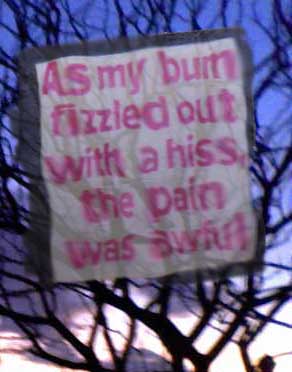 As my bum
fizzled out
with a hiss,
the pain
was awful